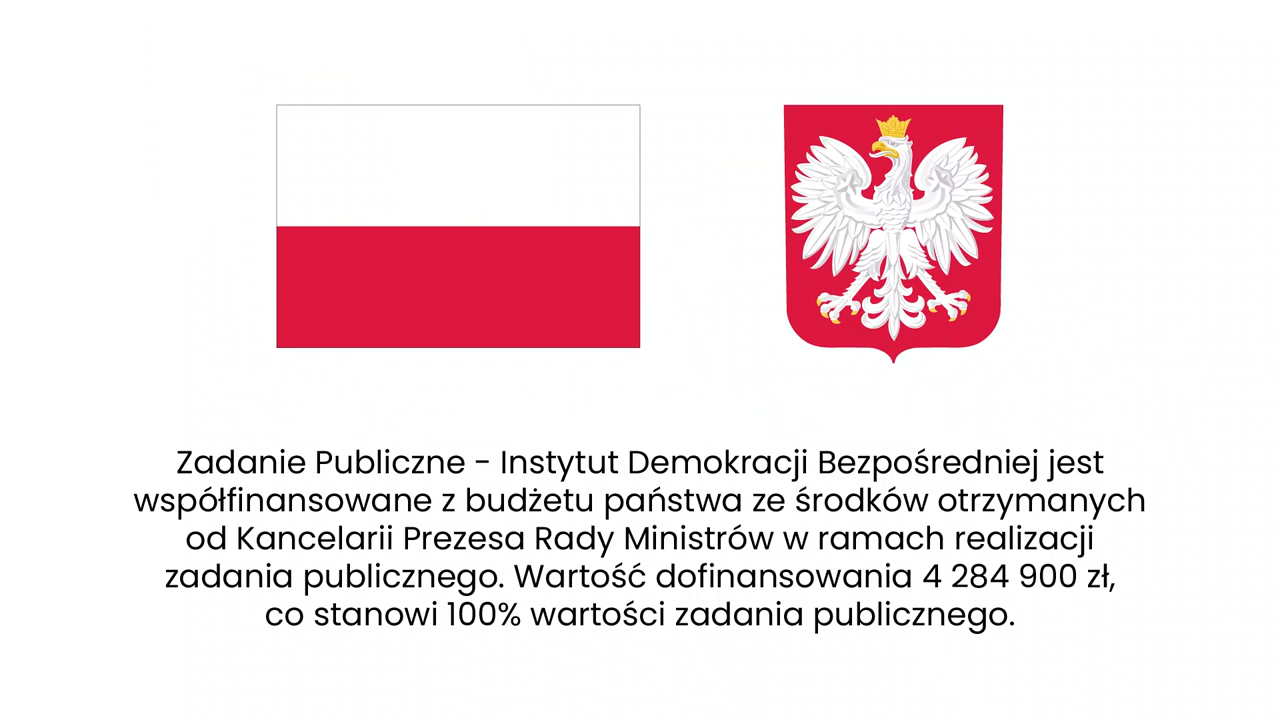 Zadanie Publiczne - Instytut Demokracji Bezpośredniej jest
współfinansowane z budżetu państwa ze środków otrzymanych
od Kancelarii Prezesa Rady Ministrów w ramach realizacji
zadania publicznego. Wartość dofinansowania 4 284 900 zł,
co stanowi 100% wartości zadania publicznego.